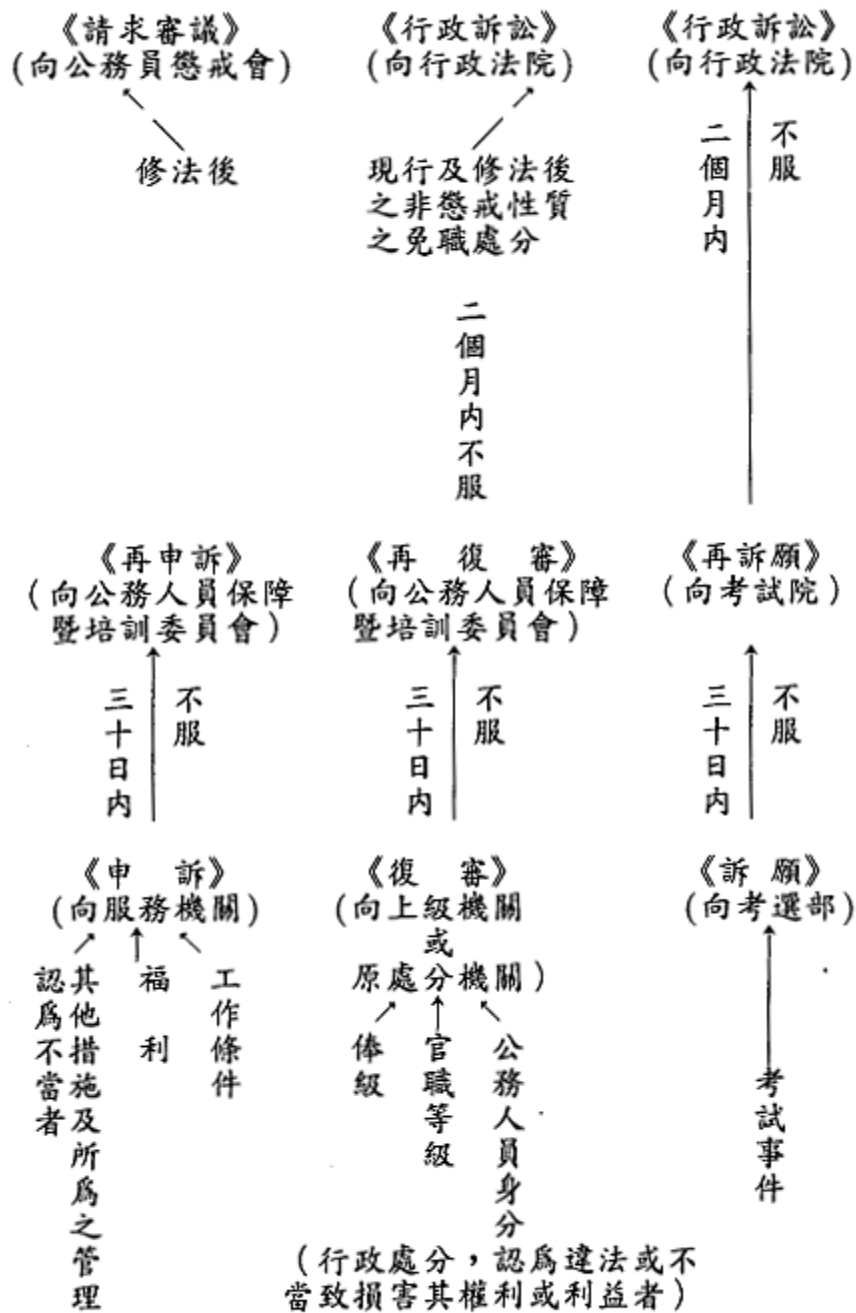 《請求審議》
(向公務員懲戒會)
《行政訴訟》
(向行政法院)
《行政訴訟》
(向行政法院)
修法後
現行及修法後
之非懲戒性質
之免職處分
不服
二個月内
二個月内不服
《再申訴》
(向公務人員保障
暨培訓委員會)
《再復審》
(向公務人員保障
暨培訓委員會)
《再訴願》
(向考試院)
不服
三十日内
不服
三十日内
不服
三十日内
《申訴》
(向服務機關)
《復審》
(向上級機關
或
原處分機關)
《訴願》
(向考選部)
工作條件
福利
其他措施及所爲之管理
認爲不當者
公務人員身分
官職等級
俸級
考試事件
(行政處分，認爲違法或不
當致損害其權利或利益者)